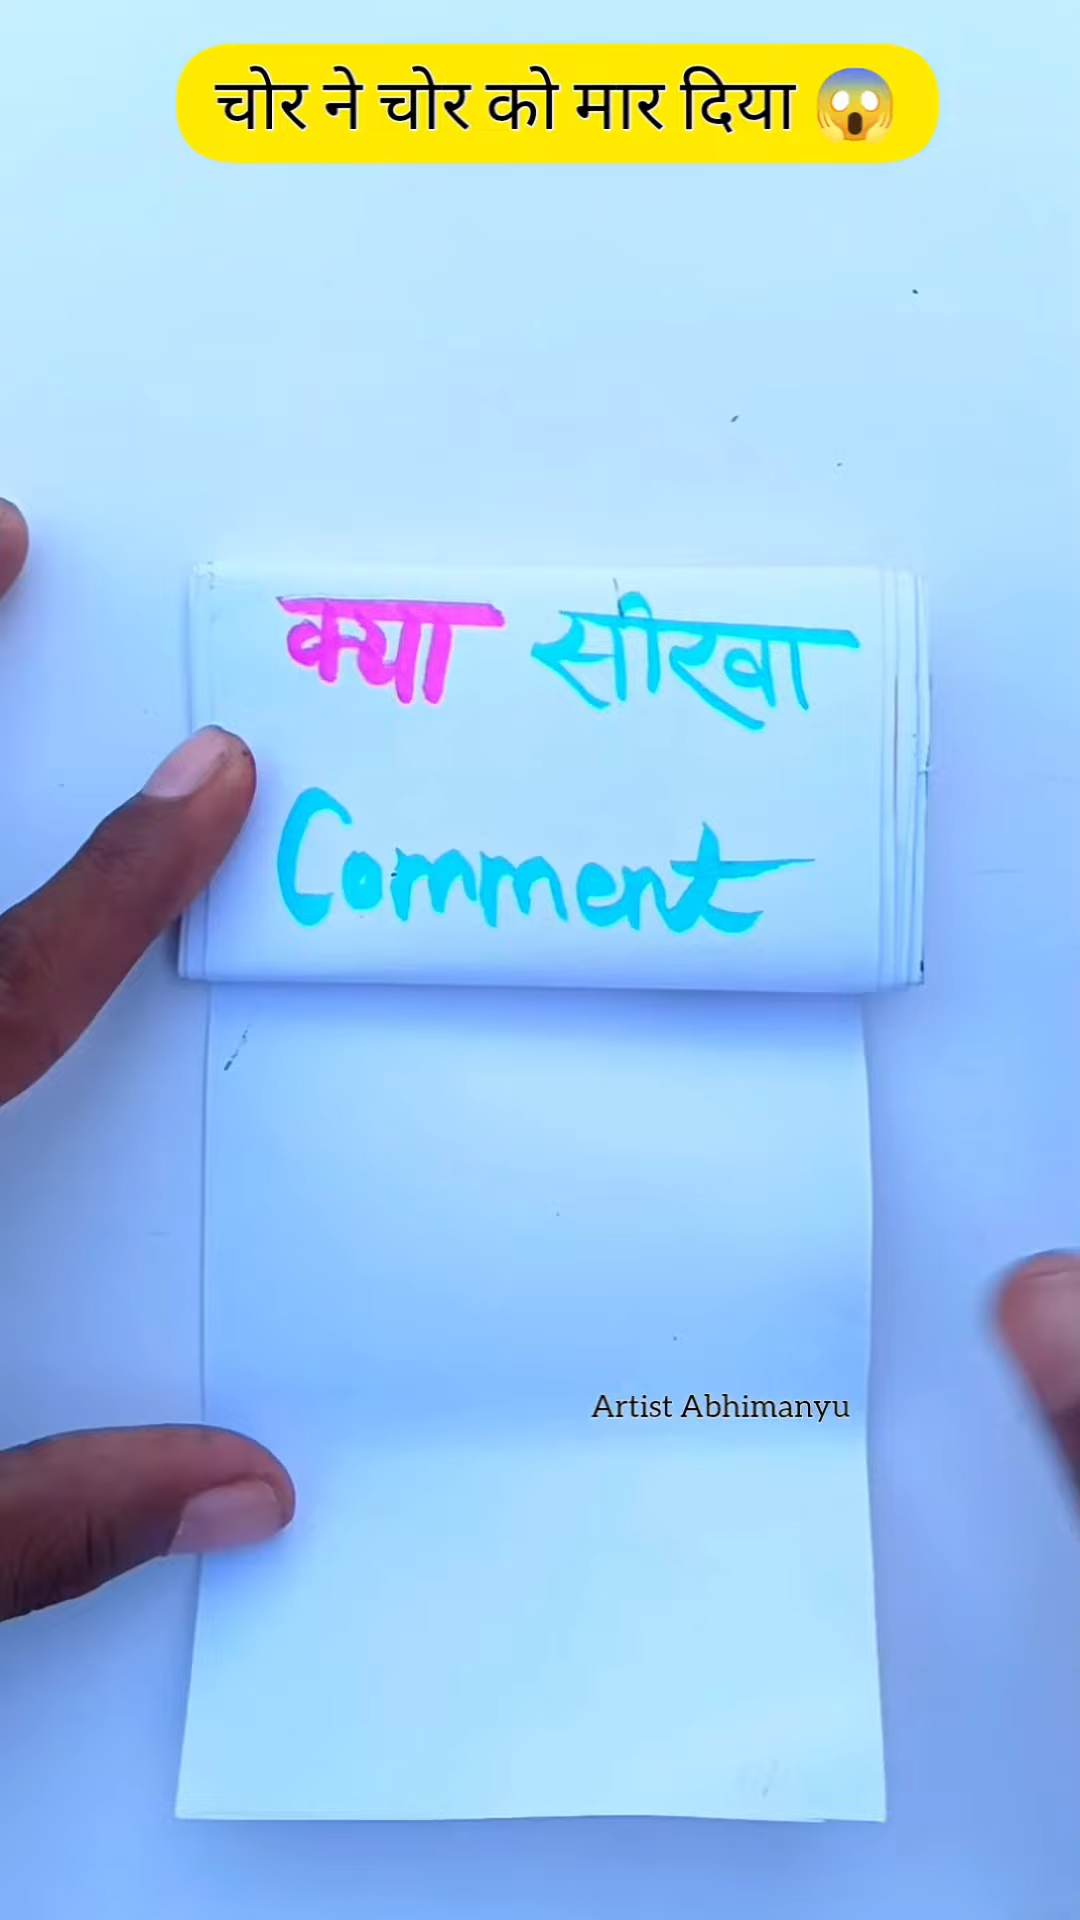 चोर ने चोर को मार दिया 😱
क्या सीखा
Comment
Artist Abhimanyu